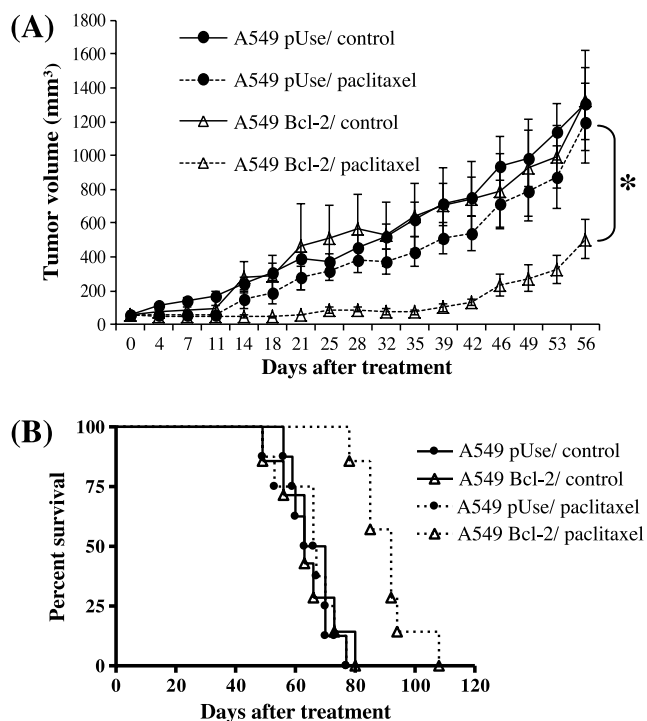 (A)
Tumor volume (mm³)
1800
1600
1400
1200
1000
800
600
400
200
0
A549 pUse/ control
A549 pUse/ paclitaxel
A549 Bcl-2/ control
A549 Bcl-2/ paclitaxel
*
0 4 7 11 14 18 21 25 28 32 35 39 42 46 49 53 56
Days after treatment
(B)
Percent survival
100
75
50
25
0
A549 pUse/ control
A549 Bcl-2/ control
A549 pUse/ paclitaxel
A549 Bcl-2/ paclitaxel
0 20 40 60 80 100 120
Days after treatment